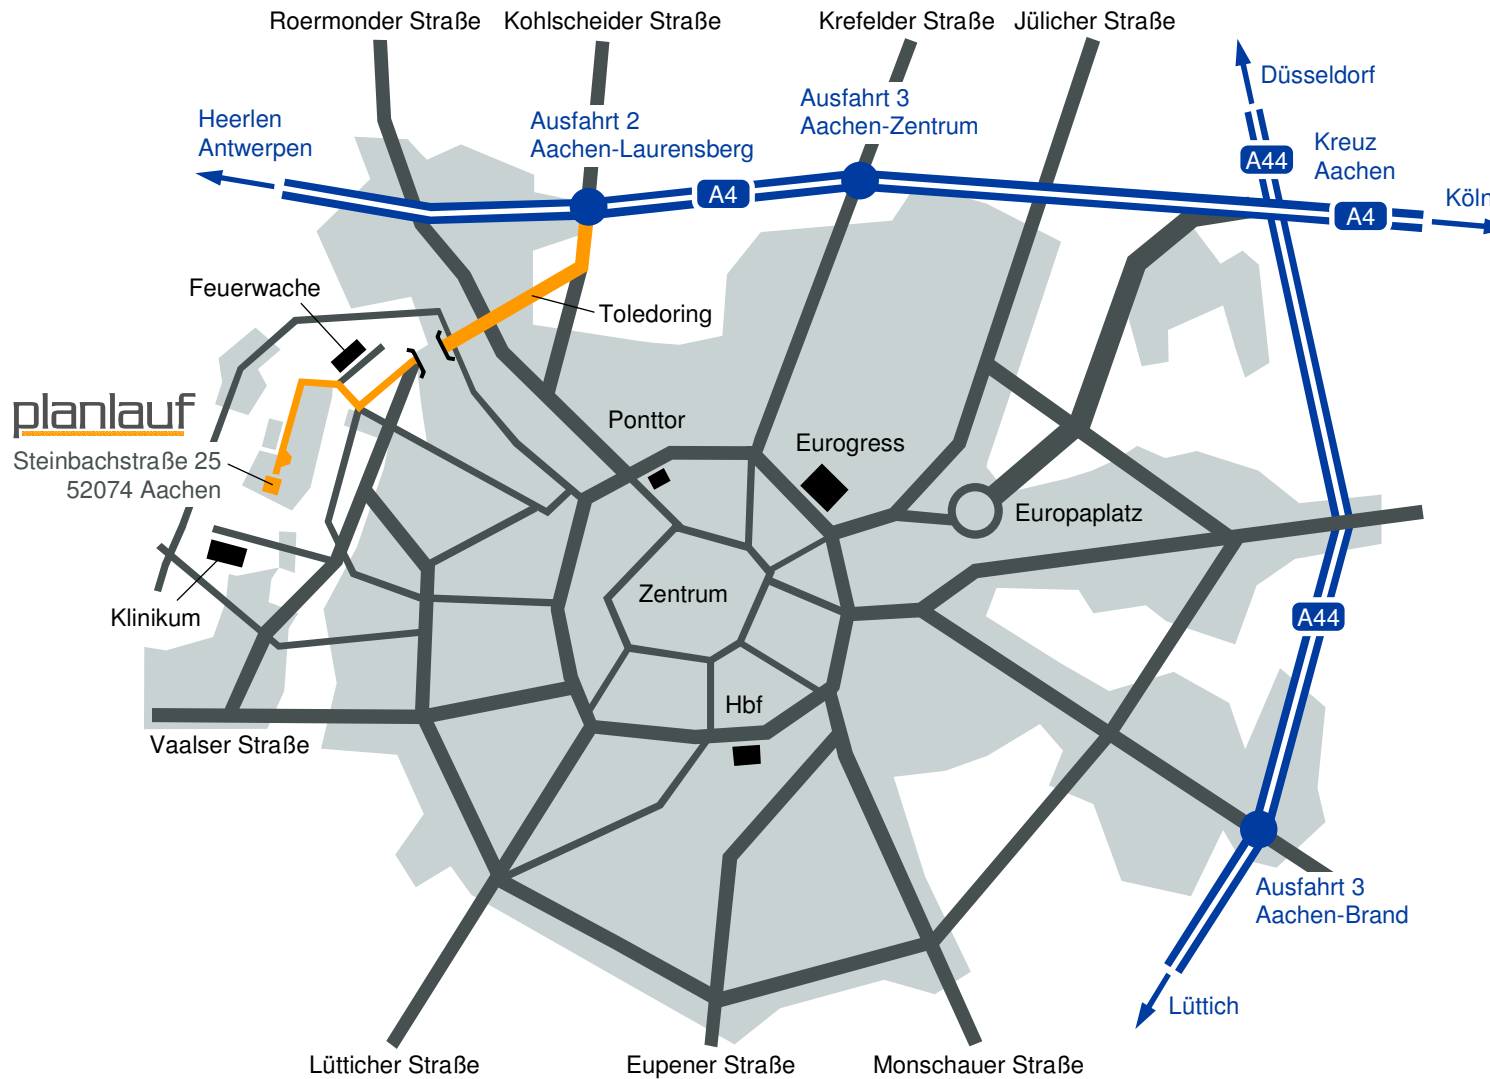 Roermonder Straße
Kohlscheider Straße
Krefelder Straße
Jülicher Straße
Düsseldorf
Heerlen
Antwerpen
Ausfahrt 2
Aachen-Laurensberg
Ausfahrt 3
Aachen-Zentrum
A44
Kreuz
Aachen
A4
A4
Köln
Feuerwache
Toledoring
planlauf
Steinbachstraße 25
52074 Aachen
Ponttor
Eurogress
Europaplatz
Klinikum
Zentrum
A44
Hbf
Vaalser Straße
Ausfahrt 3
Aachen-Brand
Lüttich
Lütticher Straße
Eupener Straße
Monschauer Straße